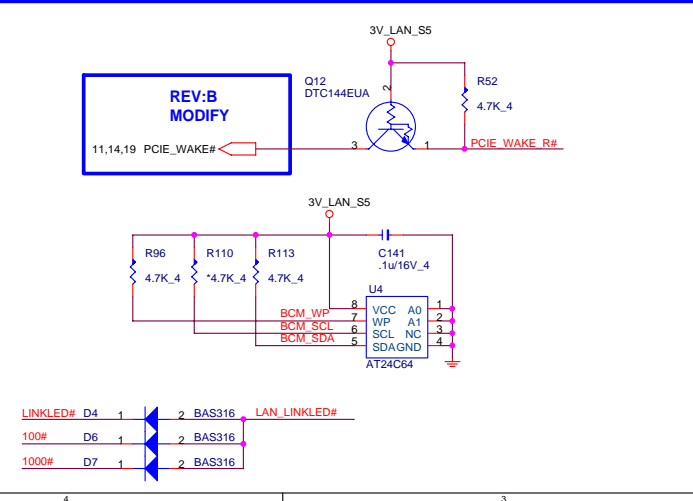 3V_LAN_S5
Q12
DTC144EUA
2
R52
4.7K_4
REV:B
MODIFY
11,14,19 PCIE_WAKE#
3
1
PCIE_WAKE_R#
3V_LAN_S5
R96
4.7K_4
R110
*4.7K_4
R113
4.7K_4
C141
.1u/16V_4
U4
BCM_WP
BCM_SCL
BCM_SDA
8 VCC A0 1
7 WP A1 2
6 SCL NC 3
5 SDA GND 4
AT24C64
LINKLED# D4 1 2 BAS316 LAN_LINKLED#
100# D6 1 2 BAS316
1000# D7 1 2 BAS316
4 3